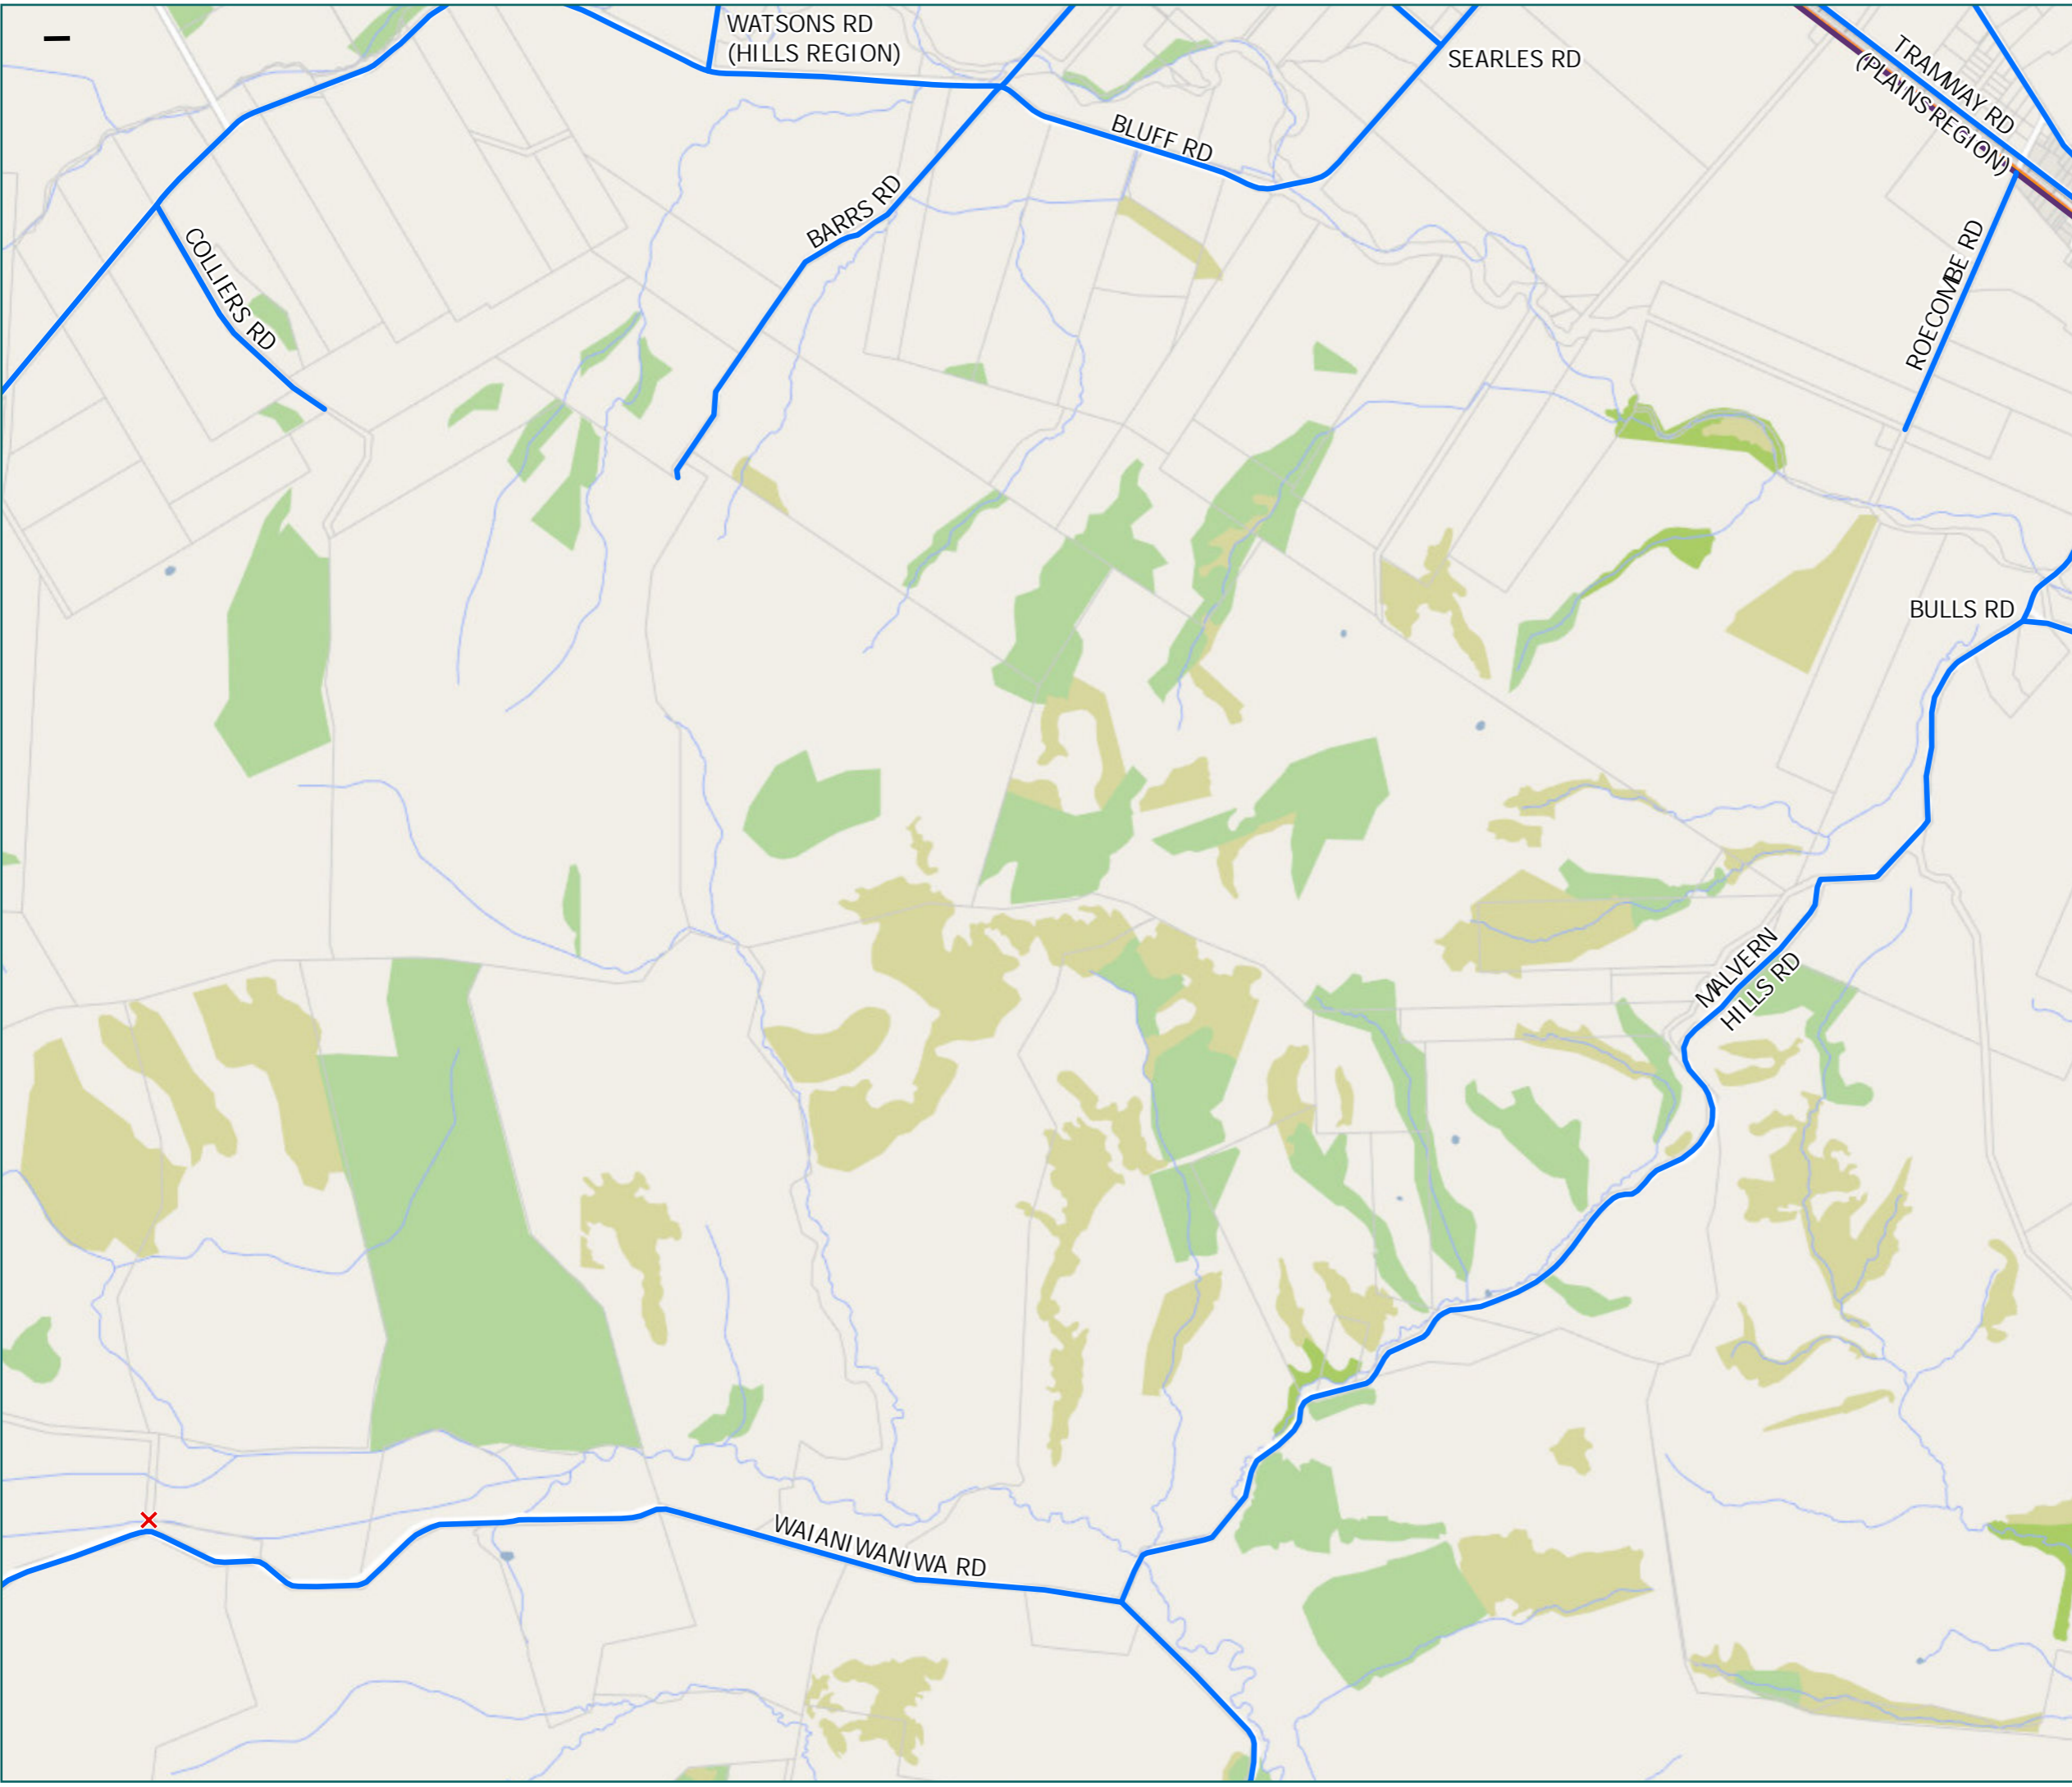 WATSONS RD
(HILLS REGION)
SEARLES RD
TRAMWAY RD
(PLAINS REGION)
BLUFF RD
BARRS RD
COLLIERS RD
ROECOMBE RD
BULLS RD
MALVERN
HILLS RD
WAIANIWANIWA RD